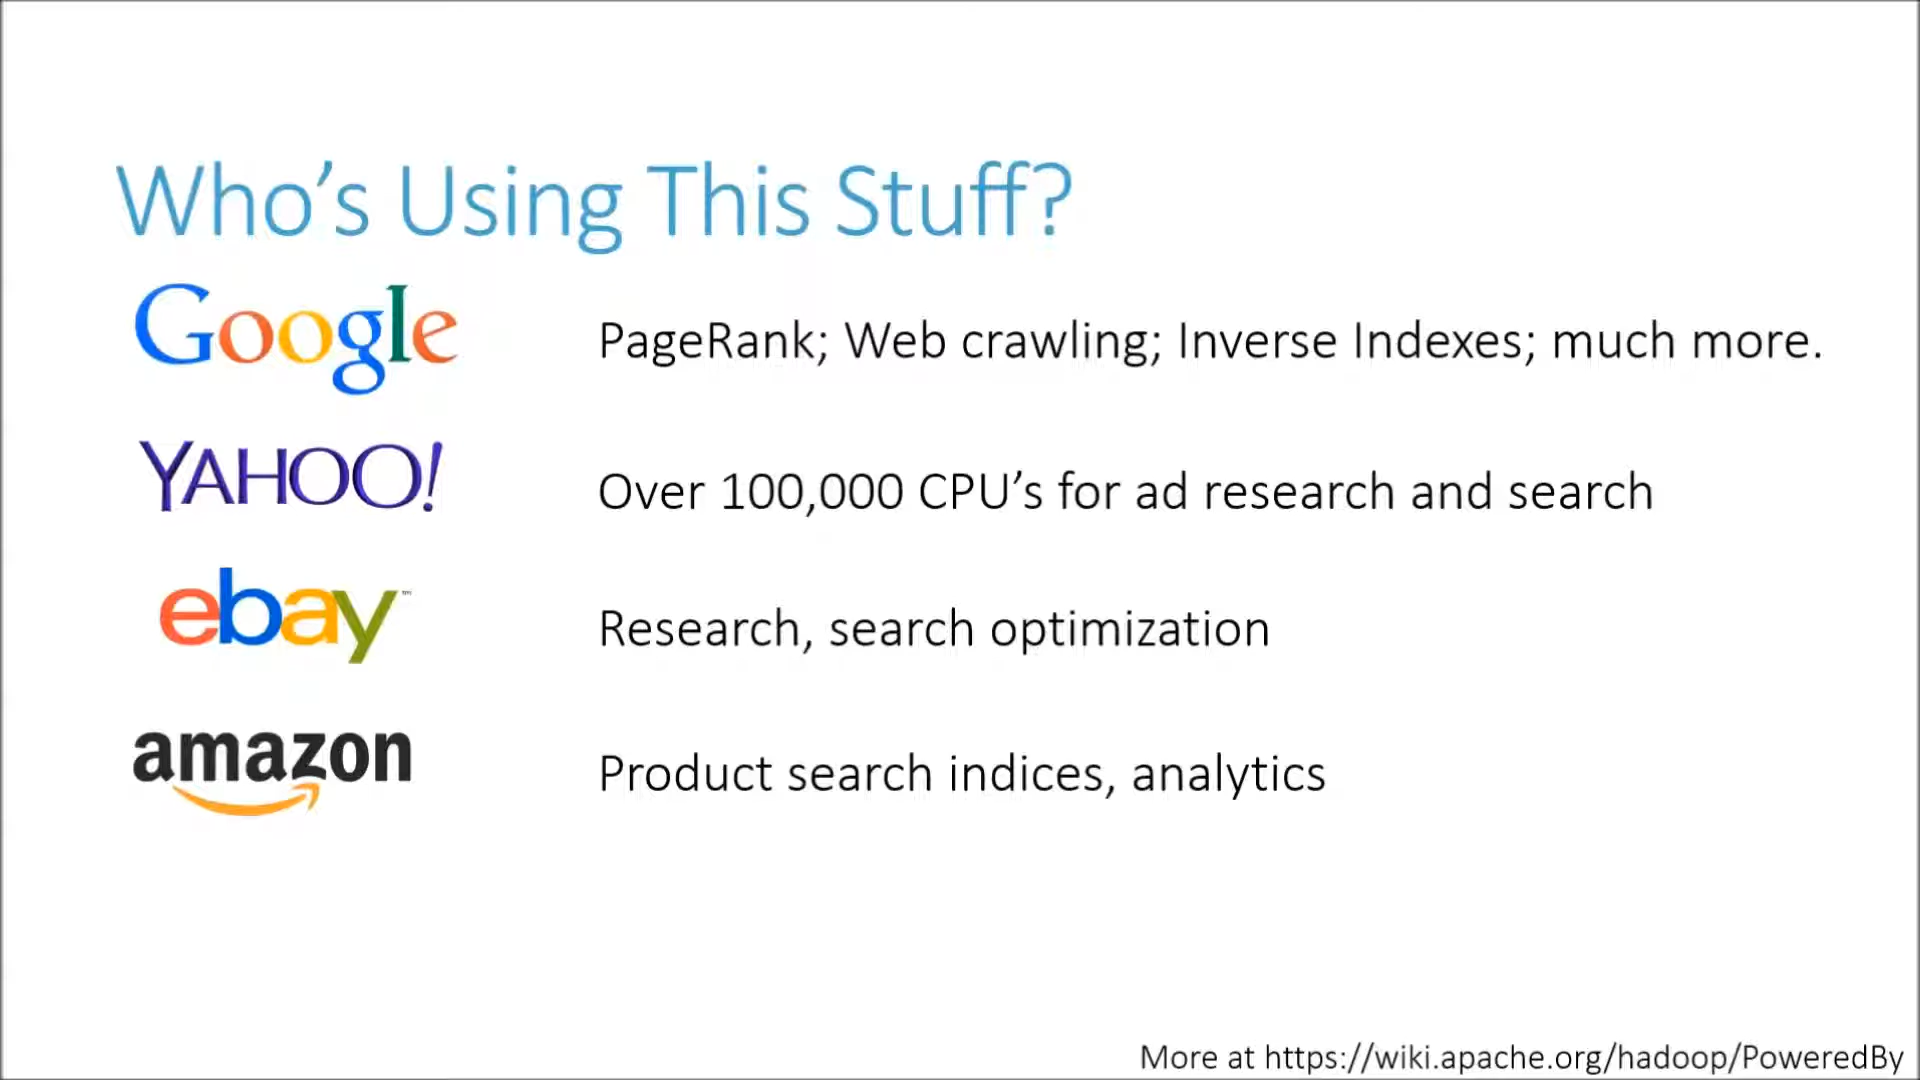 Who’s Using This Stuff?
Google
PageRank; Web crawling; Inverse Indexes; much more.
YAHOO!
Over 100,000 CPU’s for ad research and search
ebay™
Research, search optimization
amazon
Product search indices, analytics
More at https://wiki.apache.org/hadoop/PoweredBy